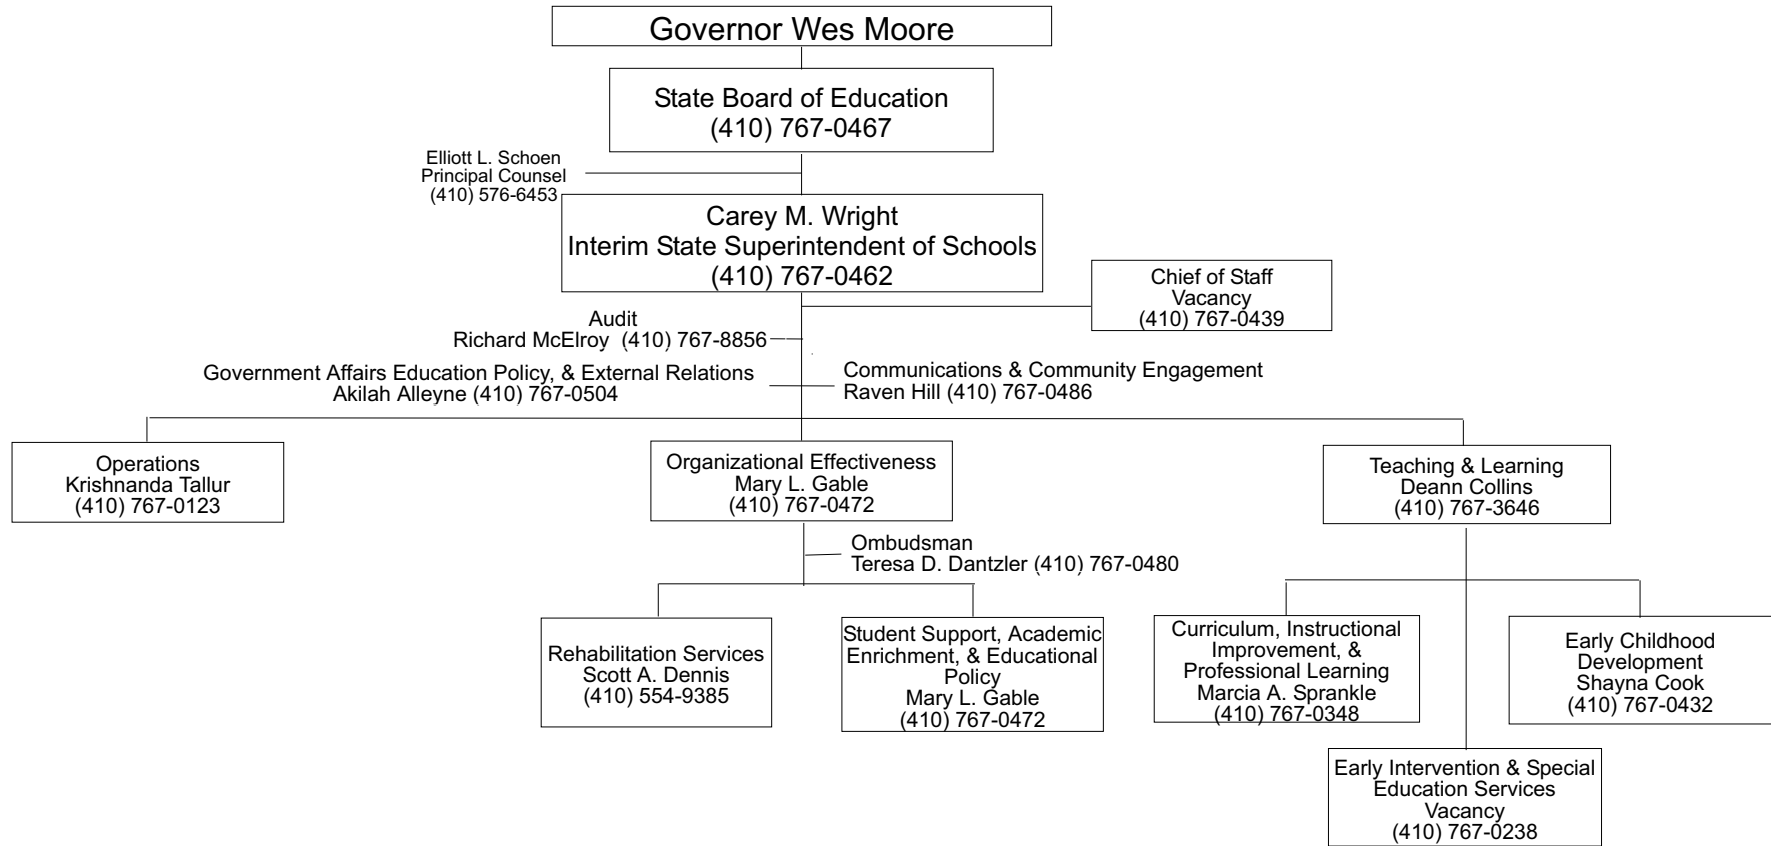 Governor Wes Moore
State Board of Education
(410) 767-0467
Elliott L. Schoen
Principal Counsel
(410) 576-6453
Carey M. Wright
Interim State Superintendent of Schools
(410) 767-0462
Chief of Staff
Vacancy
(410) 767-0439
Audit
Richard McElroy (410) 767-8856
Government Affairs Education Policy, & External Relations
Akilah Alleyne (410) 767-0504
Communications & Community Engagement
Raven Hill (410) 767-0486
Operations
Krishnanda Tallur
(410) 767-0123
Organizational Effectiveness
Mary L. Gable
(410) 767-0472
Teaching & Learning
Deann Collins
(410) 767-3646
Ombudsman
Teresa D. Dantzler (410) 767-0480
Rehabilitation Services
Scott A. Dennis
(410) 554-9385
Student Support, Academic
Enrichment, & Educational
Policy
Mary L. Gable
(410) 767-0472
Curriculum, Instructional
Improvement, &
Professional Learning
Marcia A. Sprankle
(410) 767-0348
Early Childhood
Development
Shayna Cook
(410) 767-0432
Early Intervention & Special
Education Services
Vacancy
(410) 767-0238